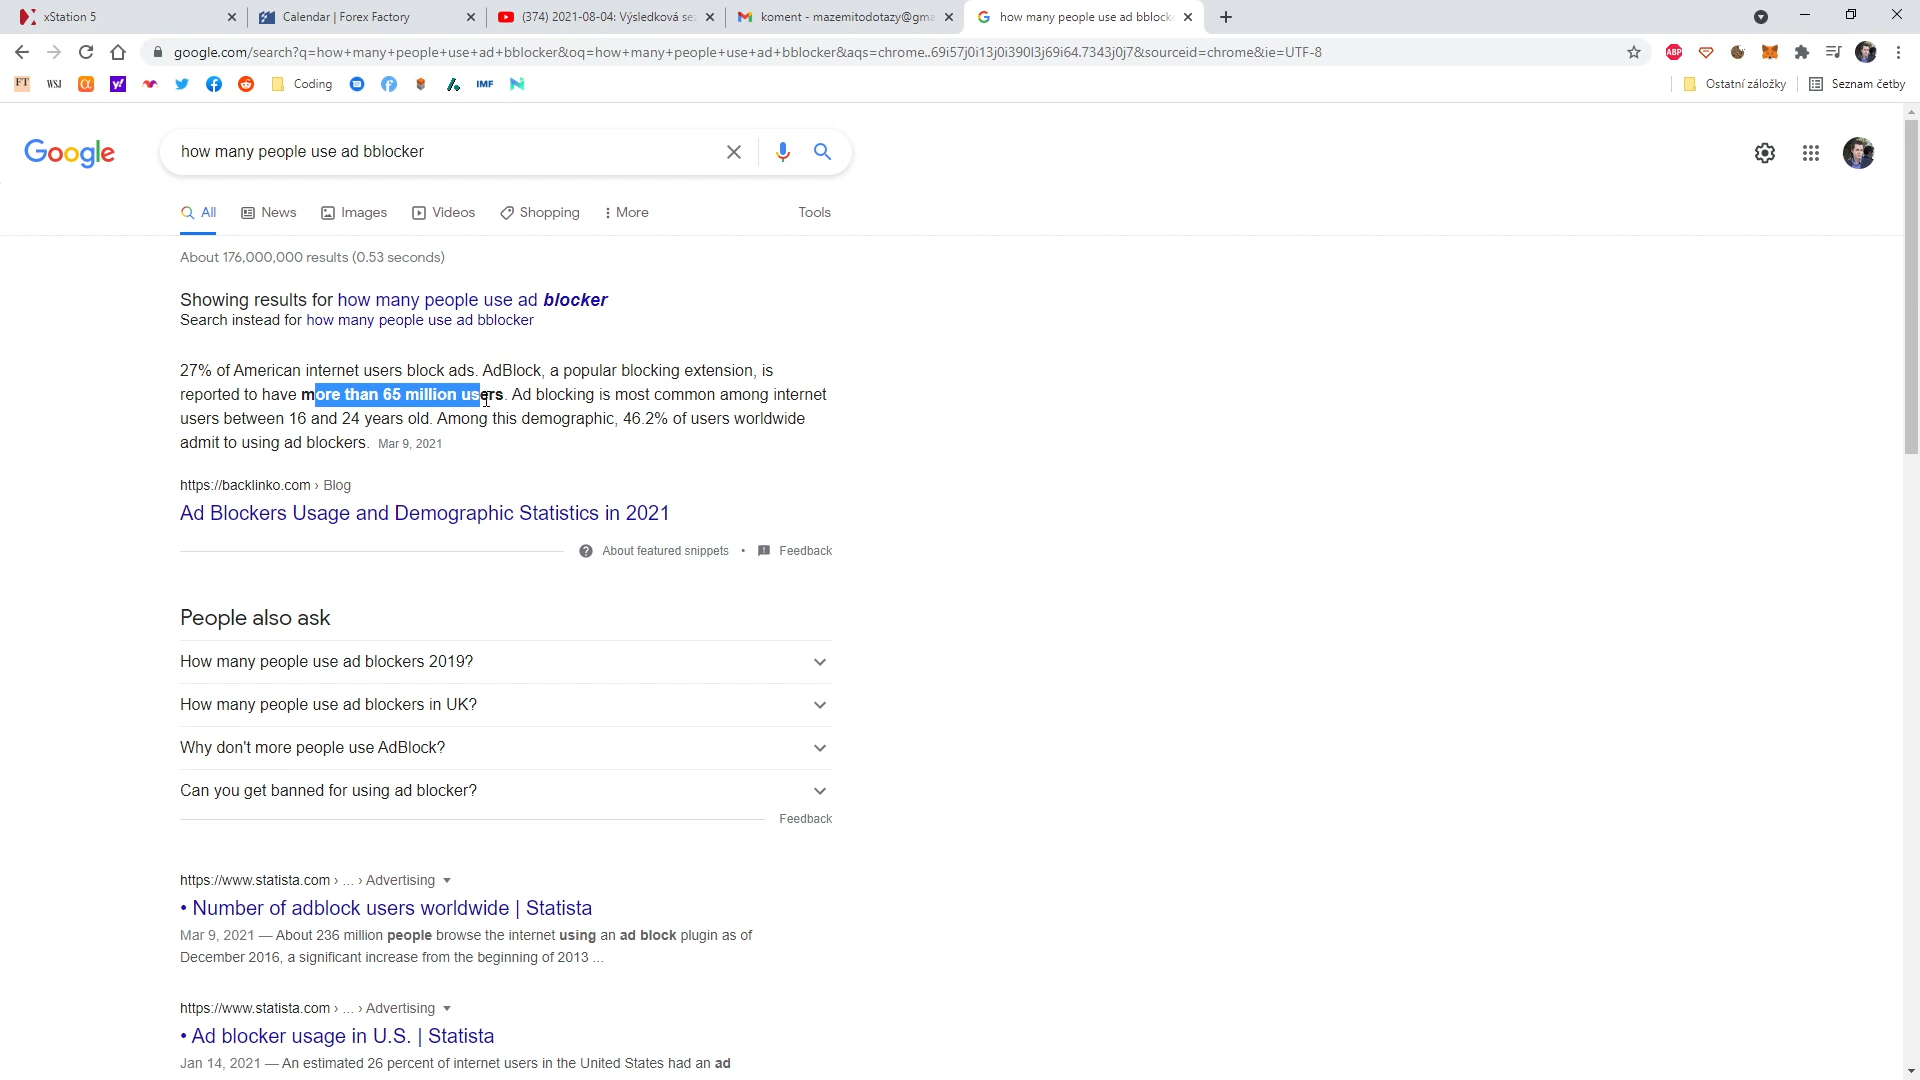 xStation 5
Calendar | Forex Factory
(374) 2021-08-04: Výsledková se
koment - mazemitodotazy@gma
how many people use ad bblock
google.com/search?q=how+many+people+use+ad+bblocker&oq=how+many+people+use+ad+bblocker&aqs=chrome..69i57j0i13j0i390l3j69i64.7343j0j7&sourceid=chrome&ie=UTF-8
ABP
FT
WSJ
Coding
IMF
Ostatní záložky
Seznam četby
Google
how many people use ad bblocker
All
News
Images
Videos
Shopping
More
Tools
About 176,000,000 results (0.53 seconds)
Showing results for how many people use ad blocker
Search instead for how many people use ad bblocker
27% of American internet users block ads. AdBlock, a popular blocking extension, is
reported to have more than 65 million users. Ad blocking is most common among internet
users between 16 and 24 years old. Among this demographic, 46.2% of users worldwide
admit to using ad blockers. Mar 9, 2021
https://backlinko.com › Blog
Ad Blockers Usage and Demographic Statistics in 2021
About featured snippets • Feedback
People also ask
How many people use ad blockers 2019?
How many people use ad blockers in UK?
Why don't more people use AdBlock?
Can you get banned for using ad blocker?
Feedback
https://www.statista.com › ... › Advertising
• Number of adblock users worldwide | Statista
Mar 9, 2021 — About 236 million people browse the internet using an ad block plugin as of
December 2016, a significant increase from the beginning of 2013 ...
https://www.statista.com › ... › Advertising
• Ad blocker usage in U.S. | Statista
Jan 14, 2021 — An estimated 26 percent of internet users in the United States had an ad